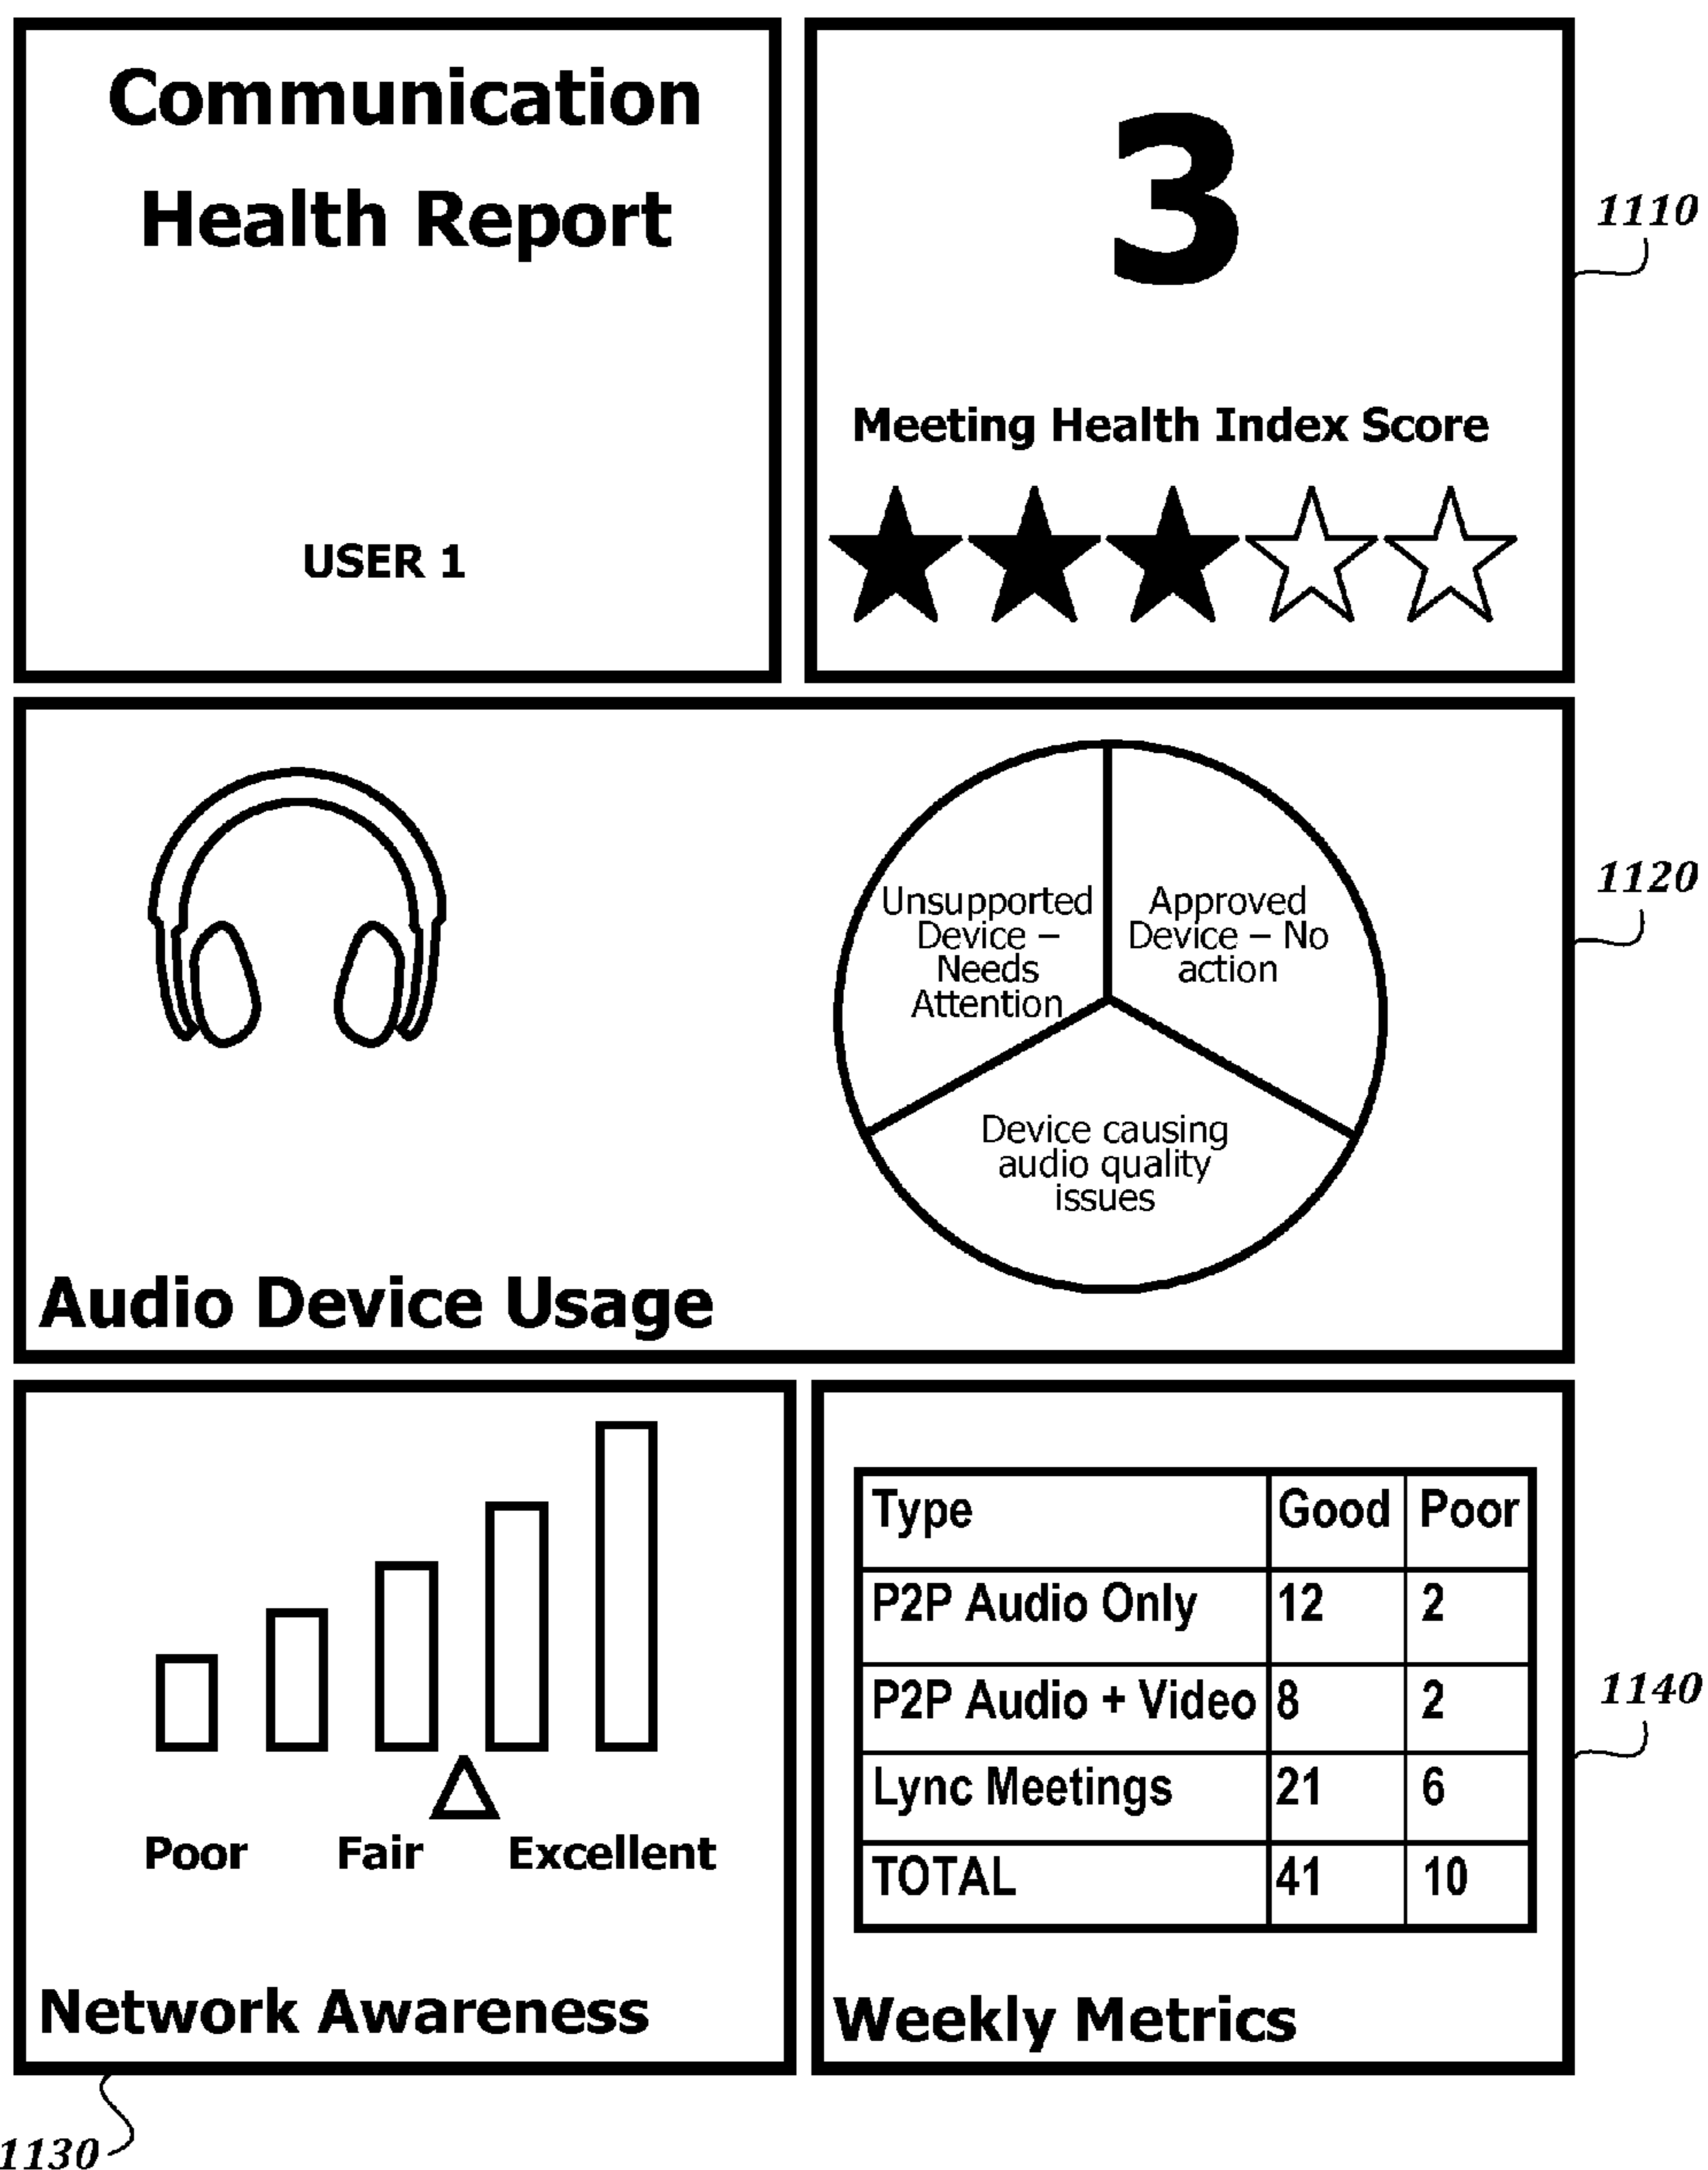 Communication
Health Report
USER 1
3
Meeting Health Index Score
1110
Unsupported
Device –
Needs
Attention
Approved
Device – No
action
Device causing
audio quality
issues
Audio Device Usage
1120
Poor Fair Excellent
Network Awareness
1130
Type Good Poor
P2P Audio Only 12 2
P2P Audio + Video 8 2
Lync Meetings 21 6
TOTAL 41 10
Weekly Metrics
1140